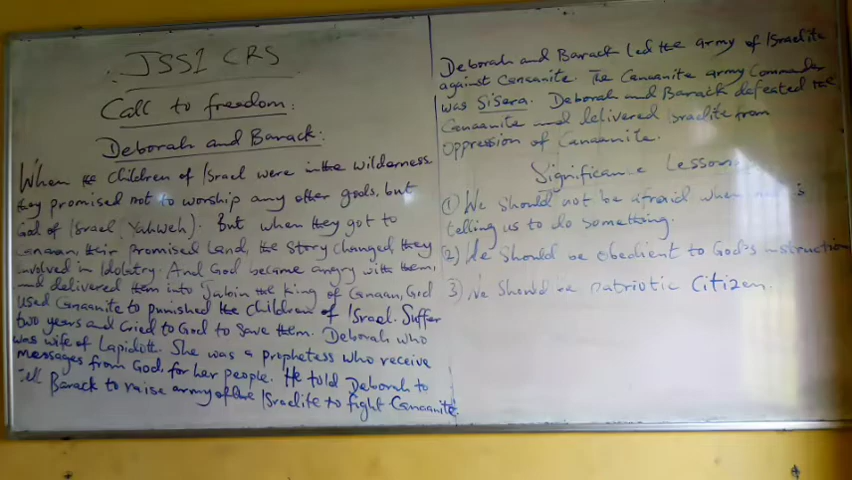 JSS1 CRS
Call to freedom.
Deborah and Barack.
When the Children of Israel were in the wilderness
they promised not to worship any other gods, but
God of Israel Yahweh). But when they got to
Canaan, their promised Land, the Story changed they
involved in Idolatry. And God became angry with them,
and delivered them into Jabin the King of Canaan, God
used Canaanite to punished the children of Israel. Suffer
two years and Cried to God to Save them. Deborah who
was wife of Lapidoth. She was a prophetess who receive
messages from God, for her people. He told Deborah to
tell Barack to raise army of the Israelite to fight Canaanite.
Deborah and Barack Led the army of Israelite
against Canaanite. The Canaanite army Commander
was Sisera. Deborah and Barack defeated the
Canaanite and delivered Israelite from
Oppression of Canaanite.
Significance Lesson
① We Should not be afraid when
telling us to do Something.
(2) We Should be obedient to God's instruction
3) We Should be patriotic Citizen.